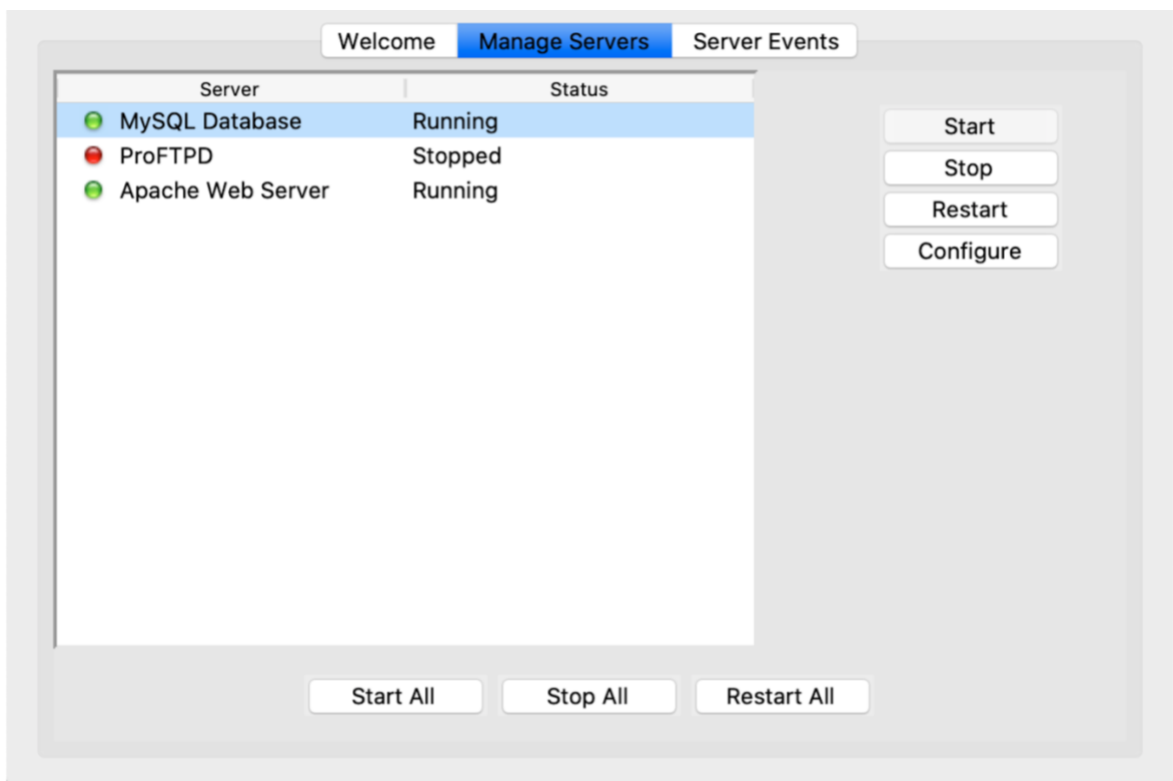 Welcome Manage Servers Server Events
Server Status
MySQL Database Running
ProFTPD Stopped
Apache Web Server Running
Start
Stop
Restart
Configure
Start All Stop All Restart All